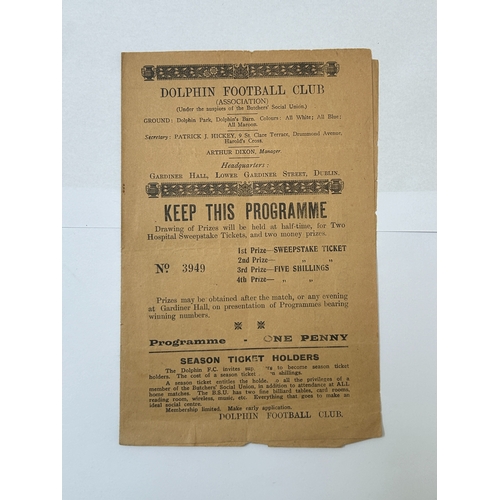 DOLPHIN FOOTBALL CLUB
(ASSOCIATION)
(Under the auspices of the Butchers' Social Union.)
GROUND: Dolphin Park, Dolphin's Barn. Colours: All White; All Blue;
All Maroon.
Secretary: PATRICK J. HICKEY, 9 St. Clare Terrace, Drummond Avenue,
Harold's Cross.
ARTHUR DIXON, Manager.
Headquarters:
GARDINER HALL, LOWER GARDINER STREET, DUBLIN.
KEEP THIS PROGRAMME
Drawing of Prizes will be held at half-time, for Two
Hospital Sweepstake Tickets, and two money prizes.
1st Prize—SWEEPSTAKE TICKET
2nd Prize— „ „
No 3949 3rd Prize—FIVE SHILLINGS
4th Prize— „ „
Prizes may be obtained after the match, or any evening
at Gardiner Hall, on presentation of Programmes bearing
winning numbers.
Programme - ONE PENNY
SEASON TICKET HOLDERS
The Dolphin F.C. invites to become season ticket
holders. The cost of a season ticket shillings.
A season ticket entitles the holde all the privileges of a
member of the Butchers' Social Union, in addition to attendance at ALL
home matches. The B.S.U. has two fine billiard tables, card rooms,
reading room, wireless, music, etc. Everything that goes to make an
ideal social centre.
Membership limited. Make early application.
DOLPHIN FOOTBALL CLUB.